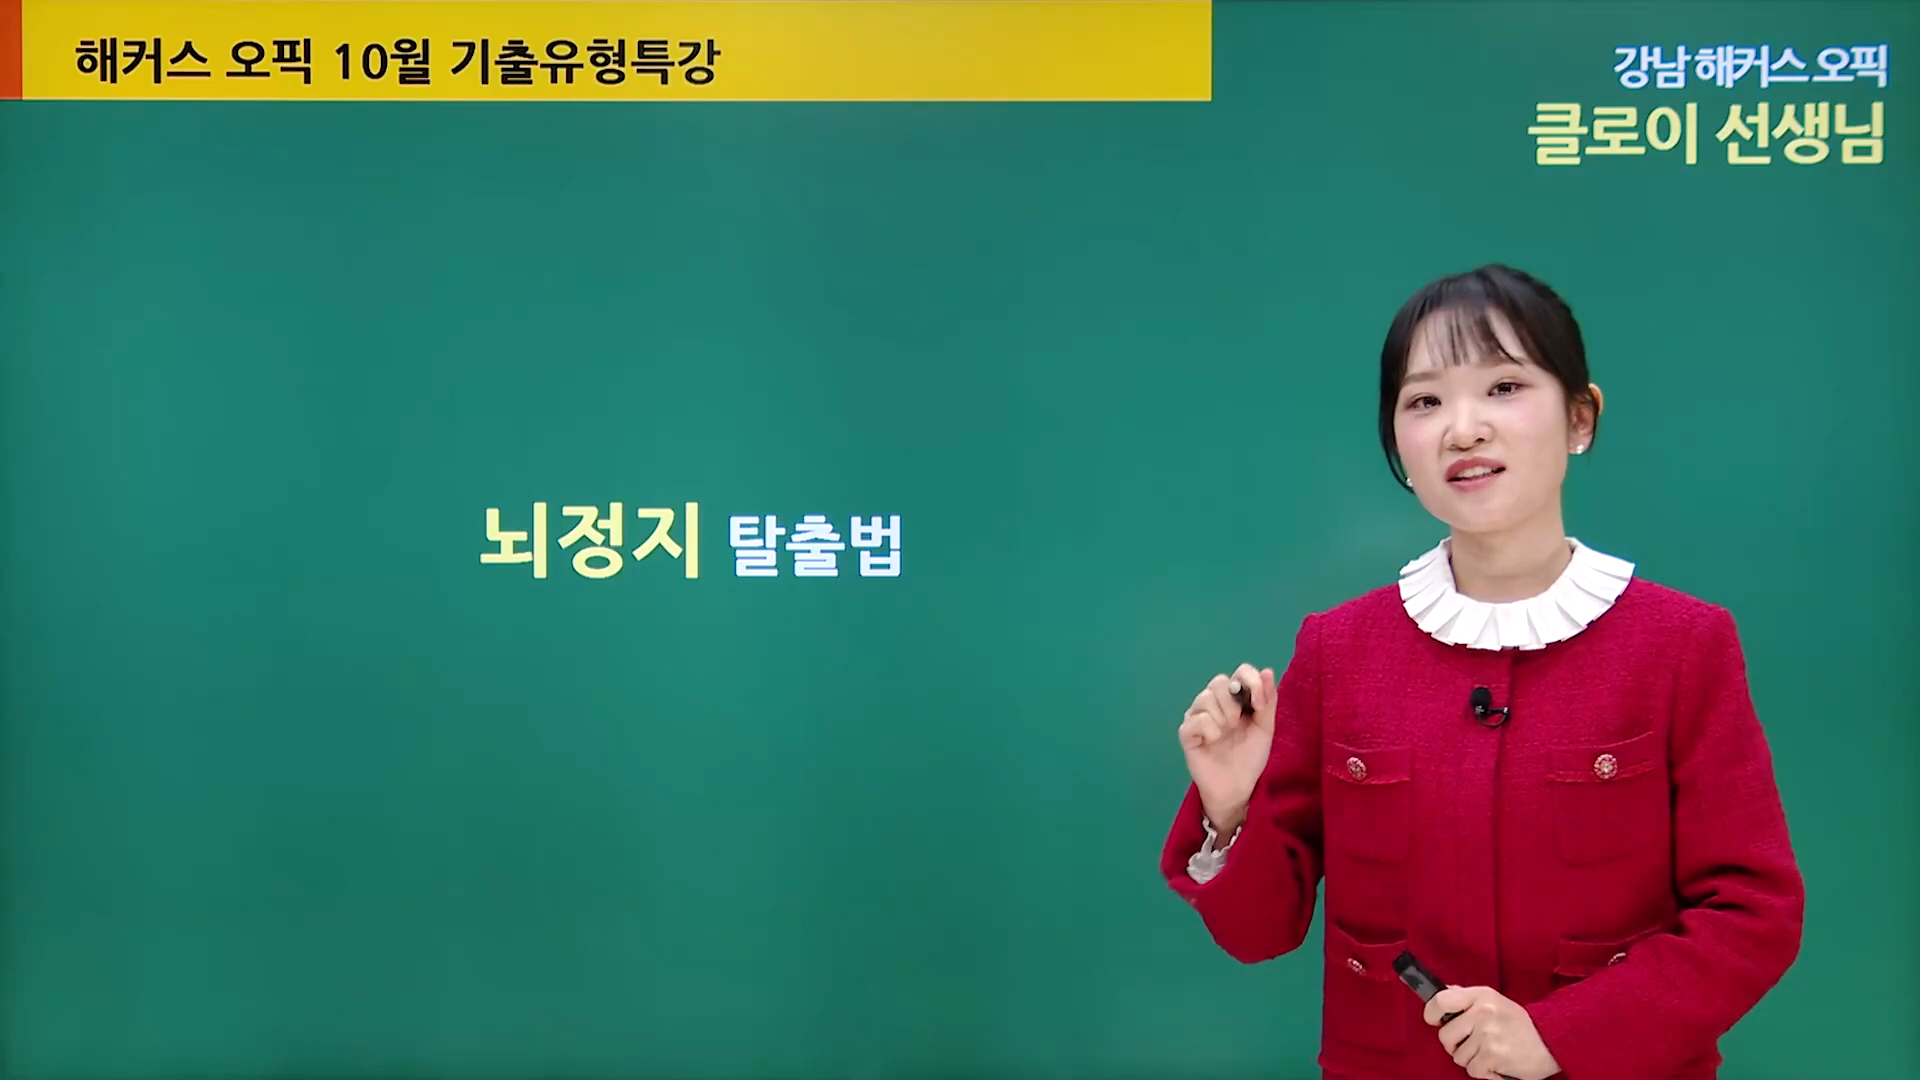 해커스 오픽 10월 기출유형특강
강남 해커스 오픽
클로이 선생님
뇌정지 탈출법